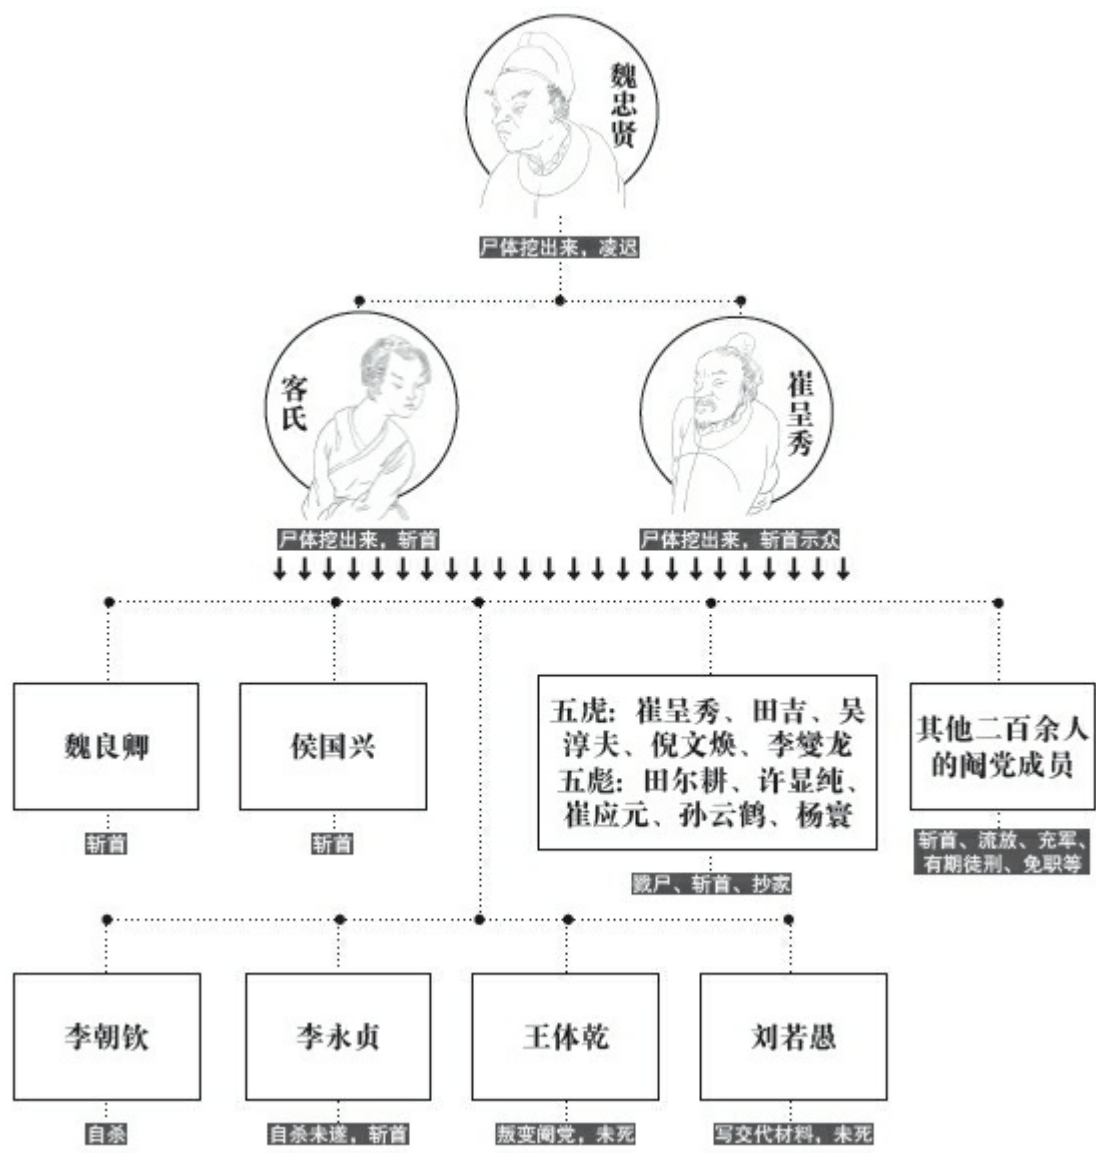 魏忠贤
尸体挖出来，凌迟
客氏
崔呈秀
尸体挖出来，斩首
尸体挖出来，斩首示众
魏良卿
斩首
侯国兴
斩首
五虎：崔呈秀、田吉、吴
淳夫、倪文焕、李夔龙
五彪：田尔耕、许显纯、
崔应元、孙云鹤、杨寰
戮尸、斩首、抄家
其他二百余人
的阉党成员
斩首、流放、充军、
有期徒刑、免职等
李朝钦
自杀
李永贞
自杀未遂，斩首
王体乾
叛变阉党，未死
刘若愚
写交代材料，未死